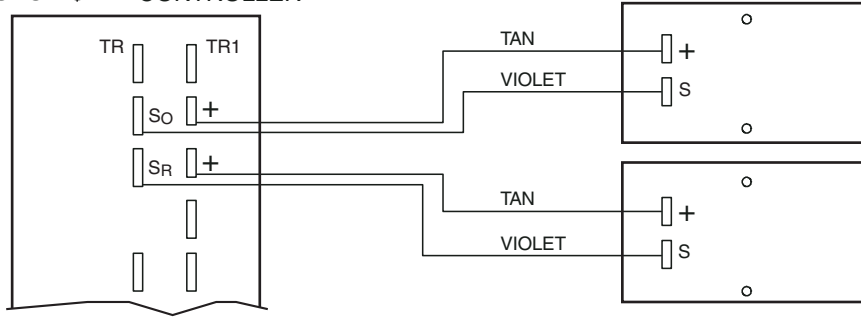 CONTROLLER
TR TR1
SO +
SR +
TAN
VIOLET
+
S
TAN
VIOLET
+
S